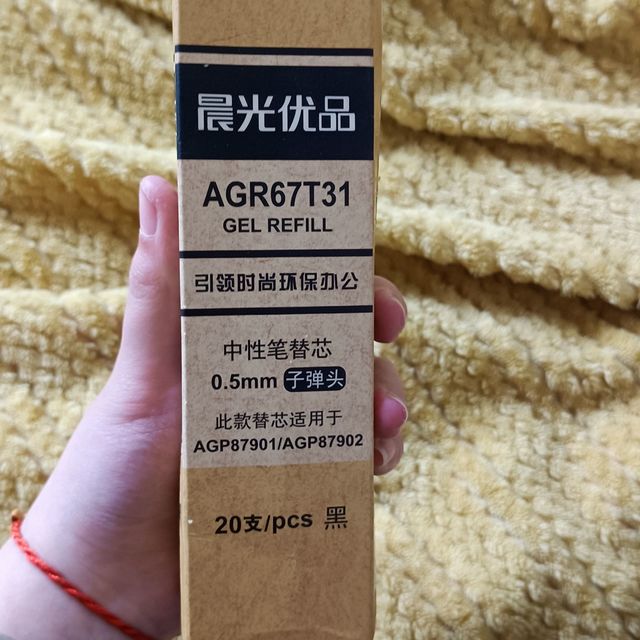 晨光优品
AGR67T31
GEL REFILL
引领时尚环保办公
中性笔替芯
0.5mm 子弹头
此款替芯适用于
AGP87901/AGP87902
20支/pcs 黑